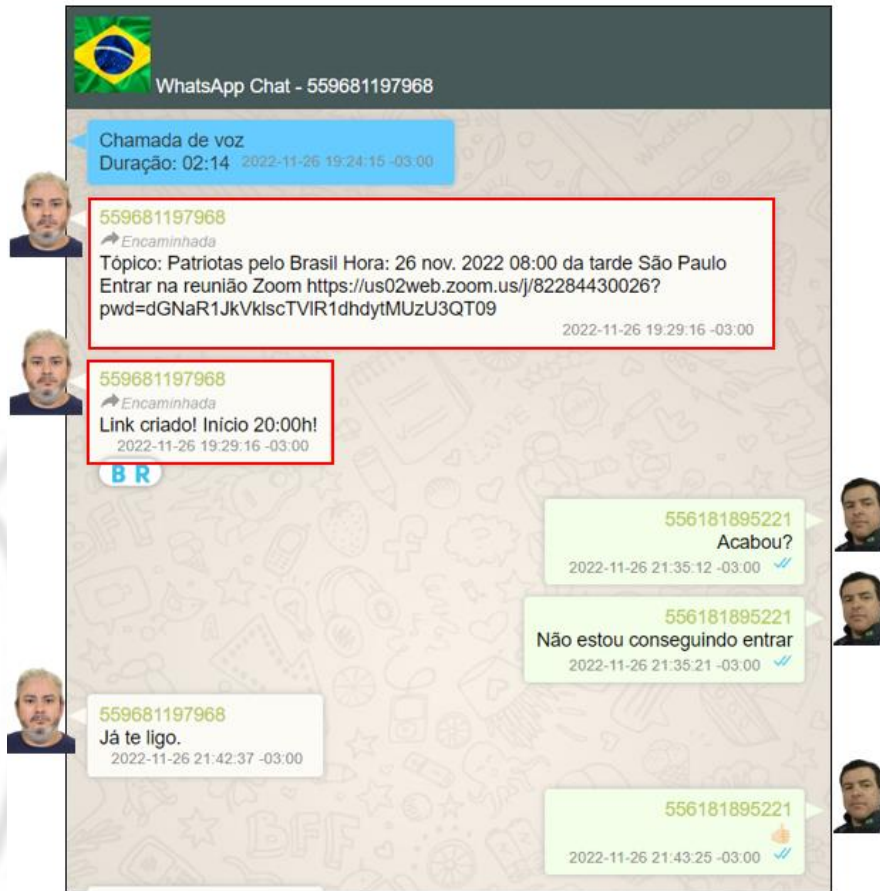 WhatsApp Chat - 559681197968
Chamada de voz
Duração: 02:14 2022-11-26 19:24:15 -03:00
559681197968
Encaminhada
Tópico: Patriotas pelo Brasil Hora: 26 nov. 2022 08:00 da tarde São Paulo
Entrar na reunião Zoom https://us02web.zoom.us/j/82284430026?
pwd=dGNaR1JkVklscTVlR1dhdytMUzU3QT09
2022-11-26 19:29:16 -03:00
559681197968
Encaminhada
Link criado! Início 20:00h!
2022-11-26 19:29:16 -03:00
B R
556181895221
Acabou?
2022-11-26 21:35:12 -03:00
556181895221
Não estou conseguindo entrar
2022-11-26 21:35:21 -03:00
559681197968
Já te ligo.
2022-11-26 21:42:37 -03:00
556181895221
👍🏻
2022-11-26 21:43:25 -03:00